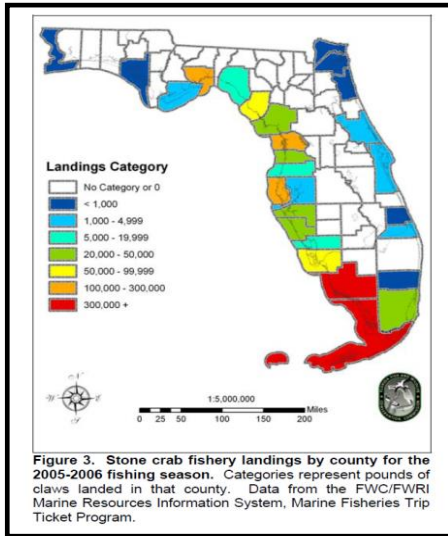 Landings Category
No Category or 0
< 1,000
1,000 - 4,999
5,000 - 19,999
20,000 - 50,000
50,000 - 99,999
100,000 - 300,000
300,000 +
1:5,000,000
Miles
0 25 50 100 150 200
Figure 3. Stone crab fishery landings by county for the
2005-2006 fishing season. Categories represent pounds of
claws landed in that county. Data from the FWC/FWRI
Marine Resources Information System, Marine Fisheries Trip
Ticket Program.